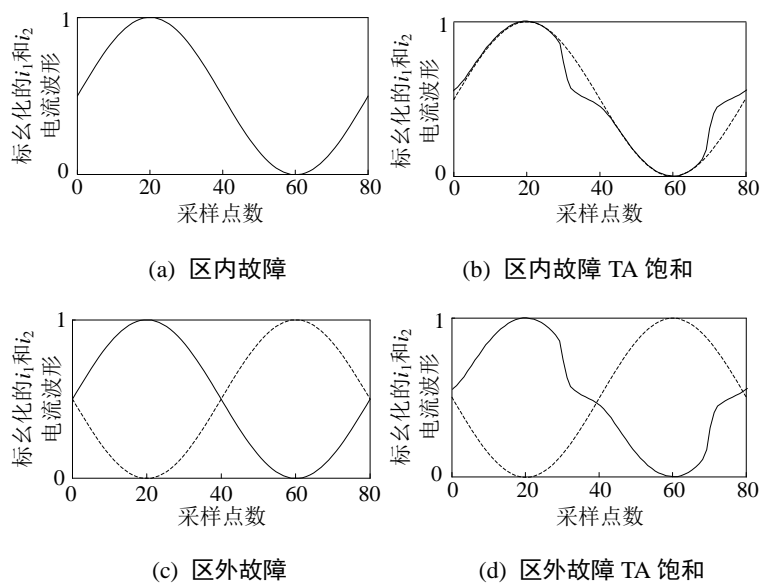 标幺化的i₁和i₂
电流波形
1
0
0 20 40 60 80
采样点数
(a) 区内故障
标幺化的i₁和i₂
电流波形
1
0
0 20 40 60 80
采样点数
(b) 区内故障 TA 饱和
标幺化的i₁和i₂
电流波形
1
0
0 20 40 60 80
采样点数
(c) 区外故障
标幺化的i₁和i₂
电流波形
1
0
0 20 40 60 80
采样点数
(d) 区外故障 TA 饱和